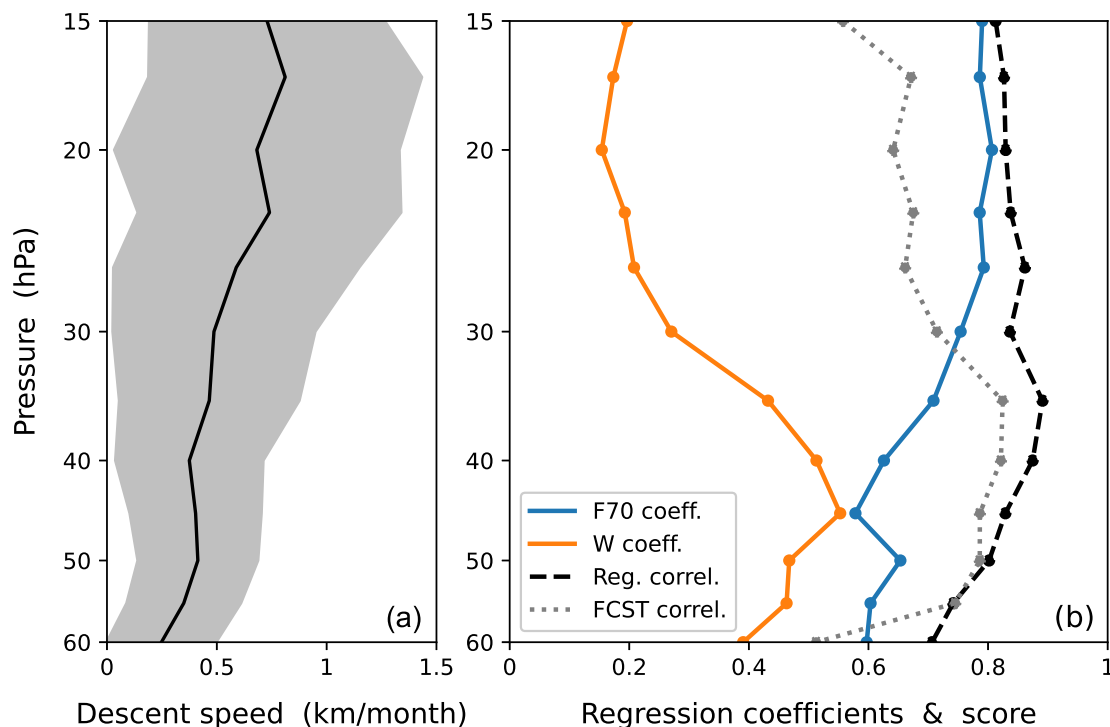 15
20
30
40
50
60
Pressure (hPa)
0
0.5
1
1.5
Descent speed (km/month)
(a)
15
20
30
40
50
60
F70 coeff.
W coeff.
Reg. correl.
FCST correl.
(b)
0
0.2
0.4
0.6
0.8
1
Regression coefficients & score